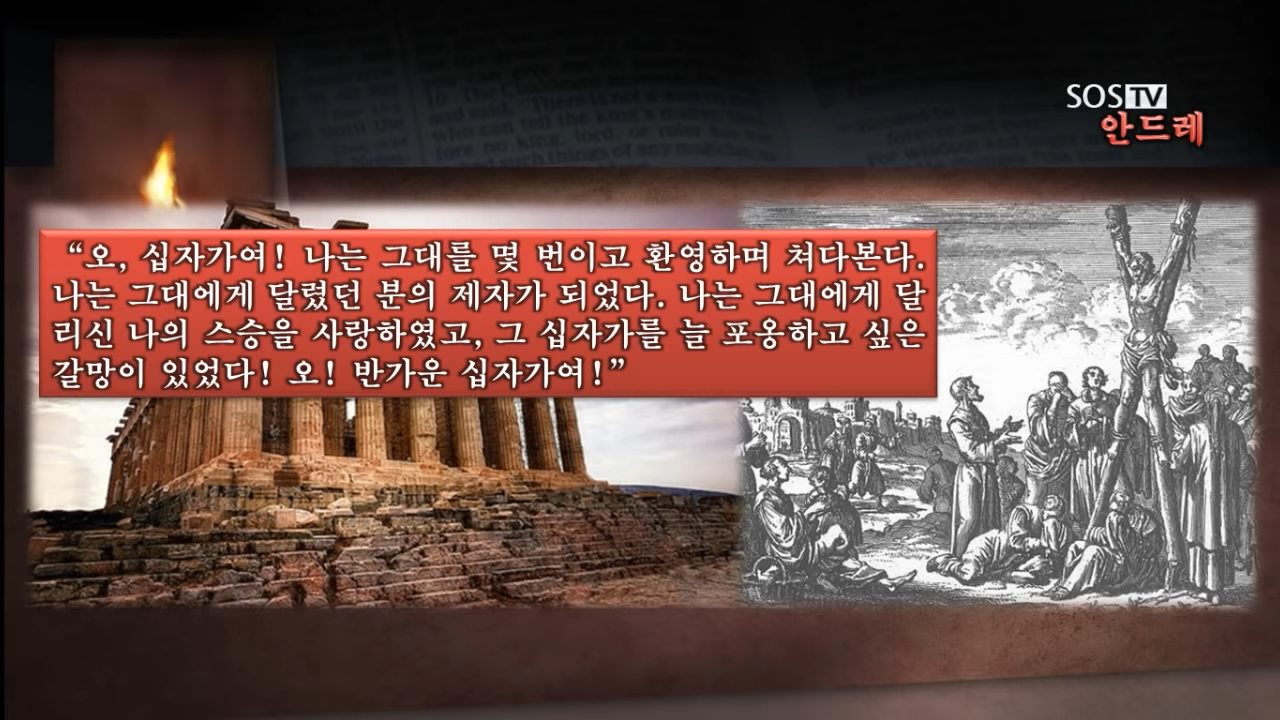 SOSTV
안드레
“오, 십자가여! 나는 그대를 몇 번이고 환영하며 쳐다본다.
나는 그대에게 달렸던 분의 제자가 되었다. 나는 그대에게 달
리신 나의 스승을 사랑하였고, 그 십자가를 늘 포옹하고 싶은
갈망이 있었다! 오! 반가운 십자가여!”